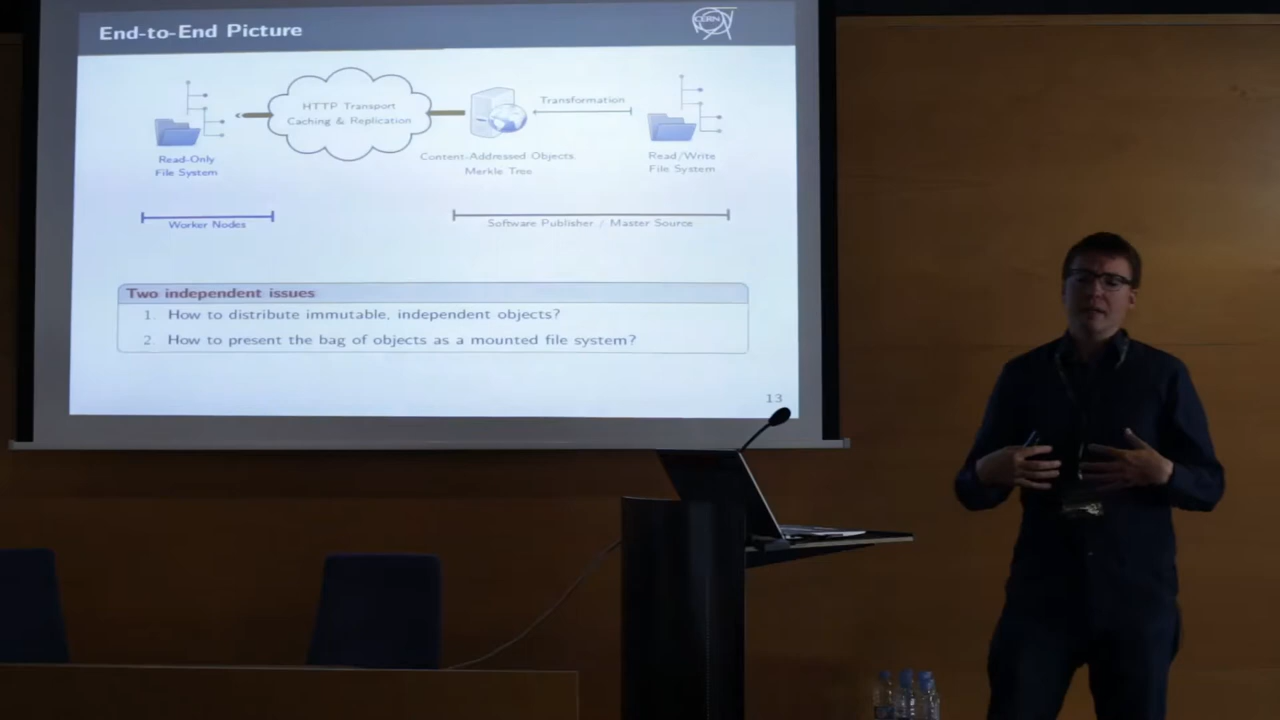 End-to-End Picture
CERN
HTTP Transport
Caching & Replication
Transformation
Read-Only
File System
Content-Addressed Objects,
Merkle Tree
Read/Write
File System
Worker Nodes
Software Publisher / Master Source
Two independent issues
1. How to distribute immutable, independent objects?
2. How to present the bag of objects as a mounted file system?
13